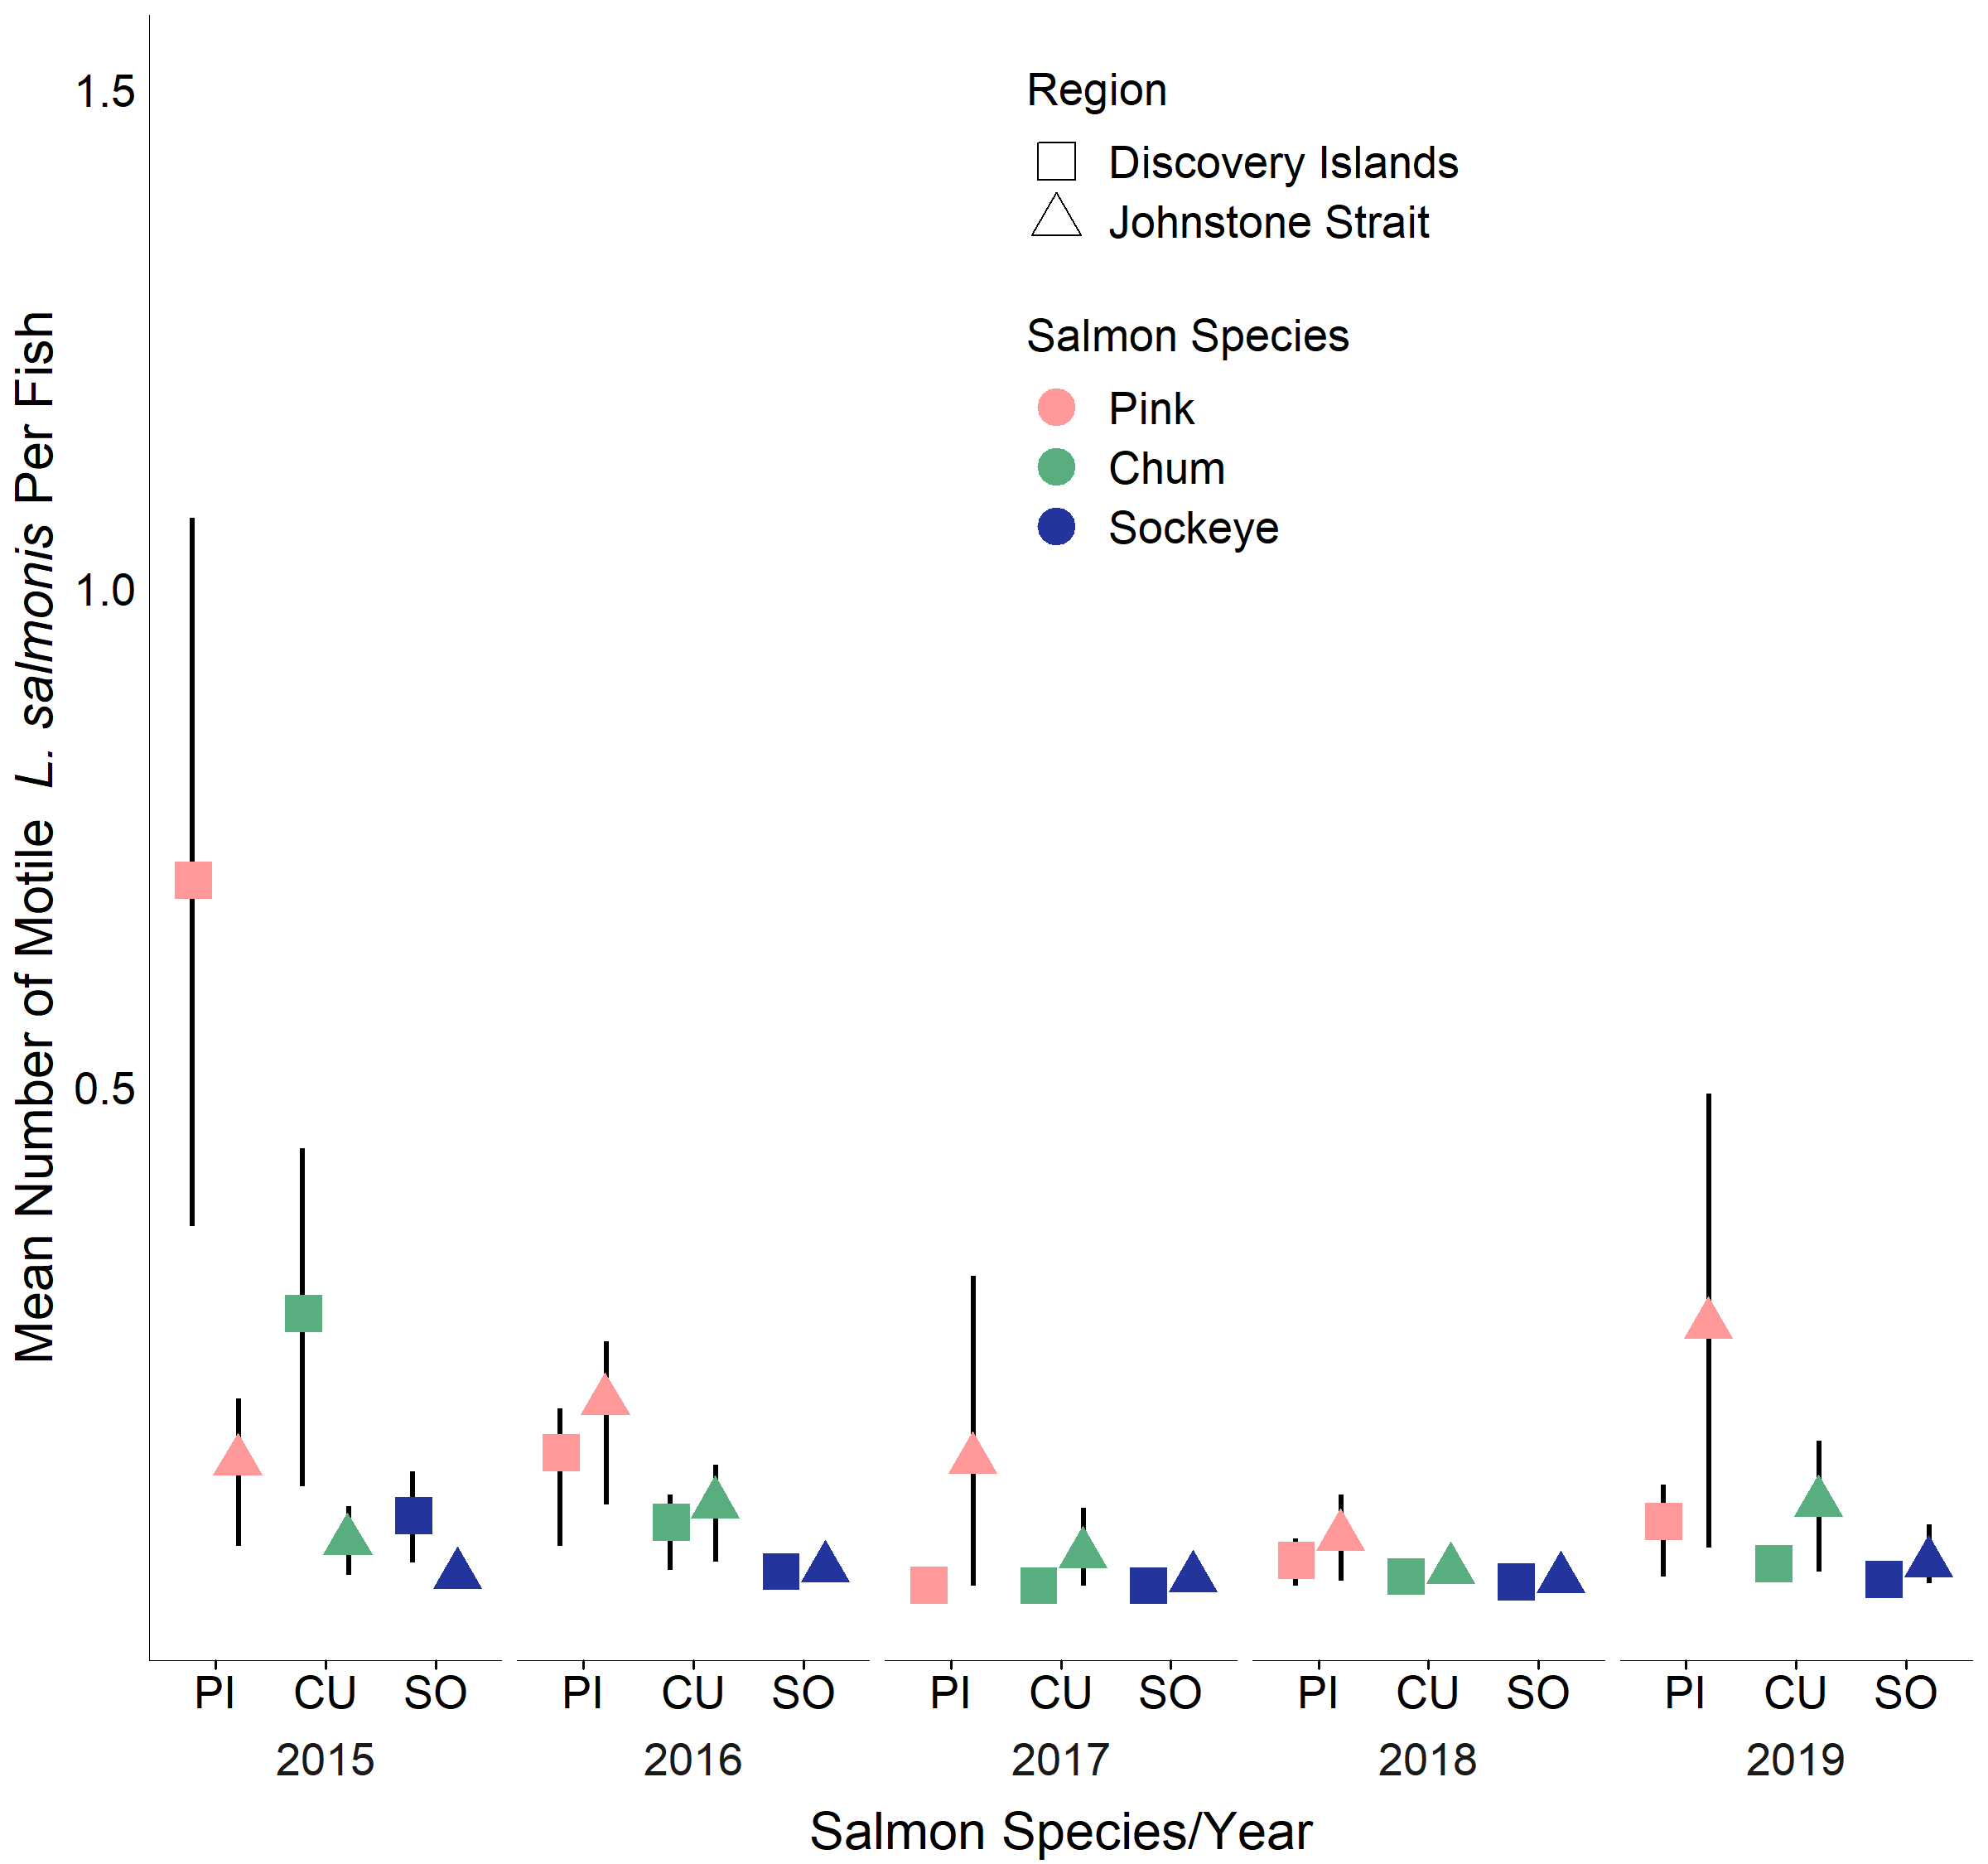 Mean Number of Motile L. salmonis Per Fish
1.5
1.0
0.5
Region
Discovery Islands
Johnstone Strait
Salmon Species
Pink
Chum
Sockeye
PI CU SO PI CU SO PI CU SO PI CU SO PI CU SO
2015 2016 2017 2018 2019
Salmon Species/Year